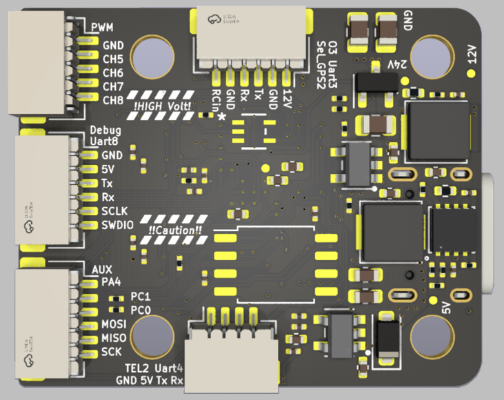 PWM
GND
CH5
CH6
CH7
CH8
!HIGH Volt!
RCin
GND
Rx
Tx
GND
12V
*
O3 Uart3
Sel_GPS2
GND
24V
12V
Debug
Uart8
GND
5V
Tx
Rx
SCLK
SWDIO
!!Caution!!
AUX
PA4
PC1
PC0
MOSI
MISO
SCK
TEL2 Uart4
GND 5V Tx Rx
5V